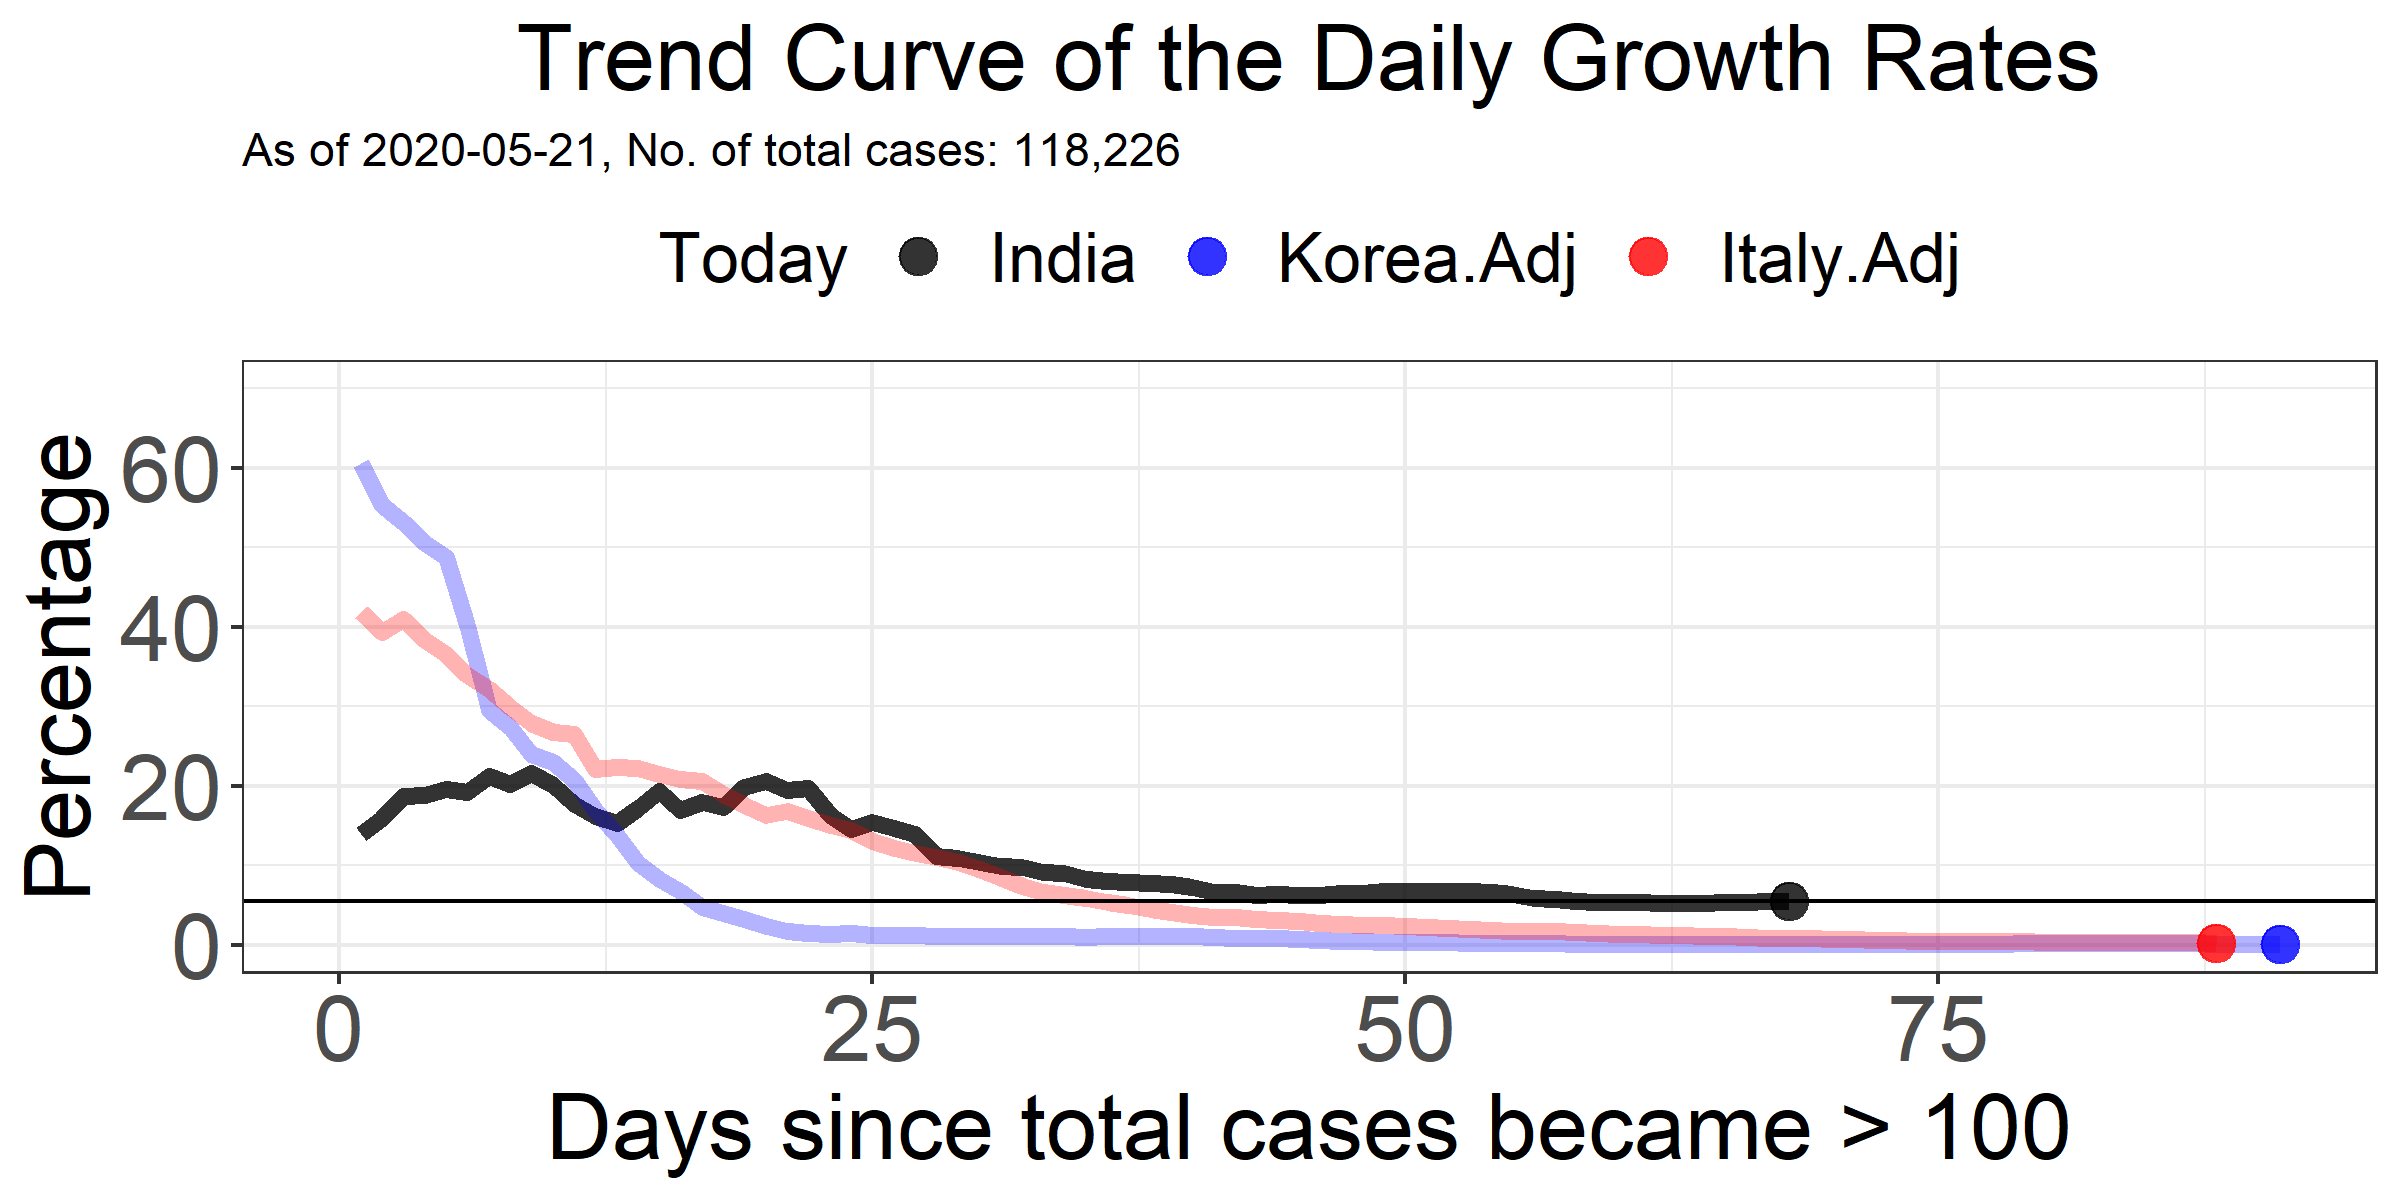 Trend Curve of the Daily Growth Rates
As of 2020-05-21, No. of total cases: 118,226
Today India Korea.Adj Italy.Adj
Percentage
60
40
20
0
0 25 50 75
Days since total cases became > 100